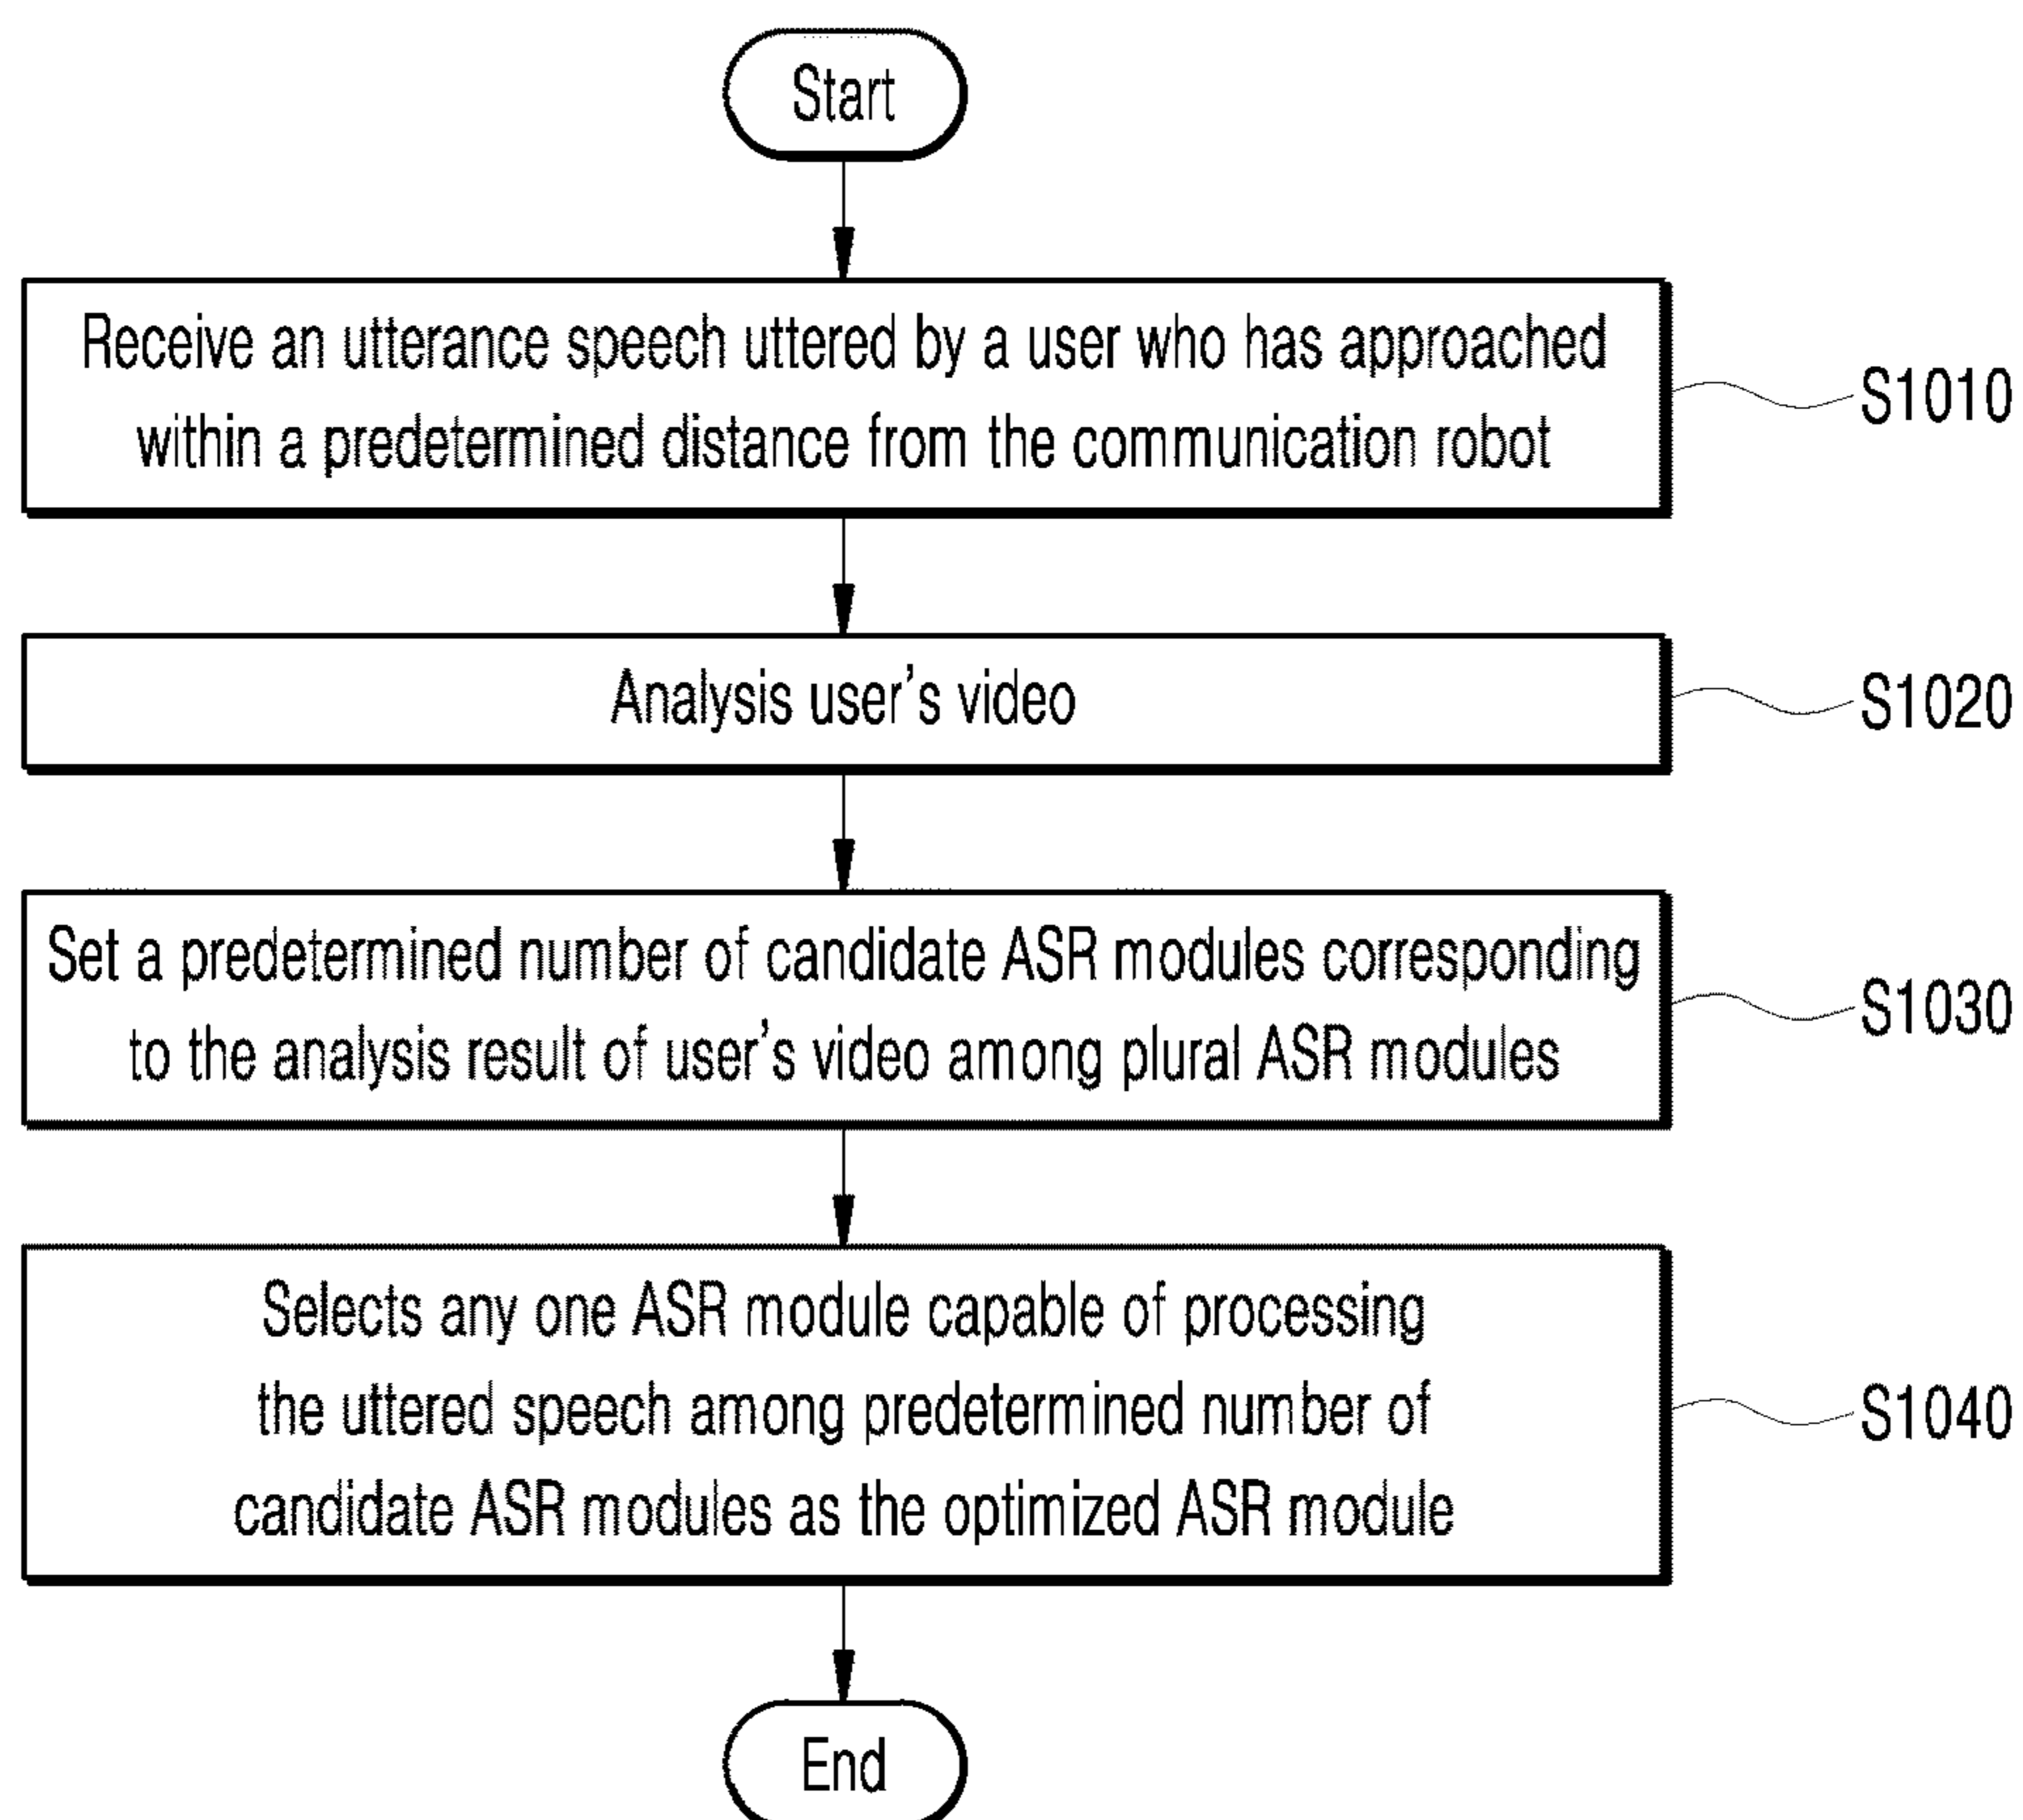 Start
Receive an utterance speech uttered by a user who has approached
within a predetermined distance from the communication robot
S1010
Analysis user's video
S1020
Set a predetermined number of candidate ASR modules corresponding
to the analysis result of user's video among plural ASR modules
S1030
Selects any one ASR module capable of processing
the uttered speech among predetermined number of
candidate ASR modules as the optimized ASR module
S1040
End